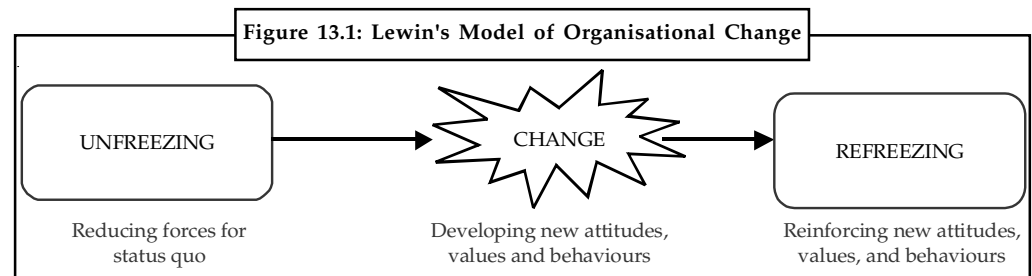 Figure 13.1: Lewin's Model of Organisational Change
UNFREEZING
CHANGE
REFREEZING
Reducing forces for
status quo
Developing new attitudes,
values and behaviours
Reinforcing new attitudes,
values, and behaviours